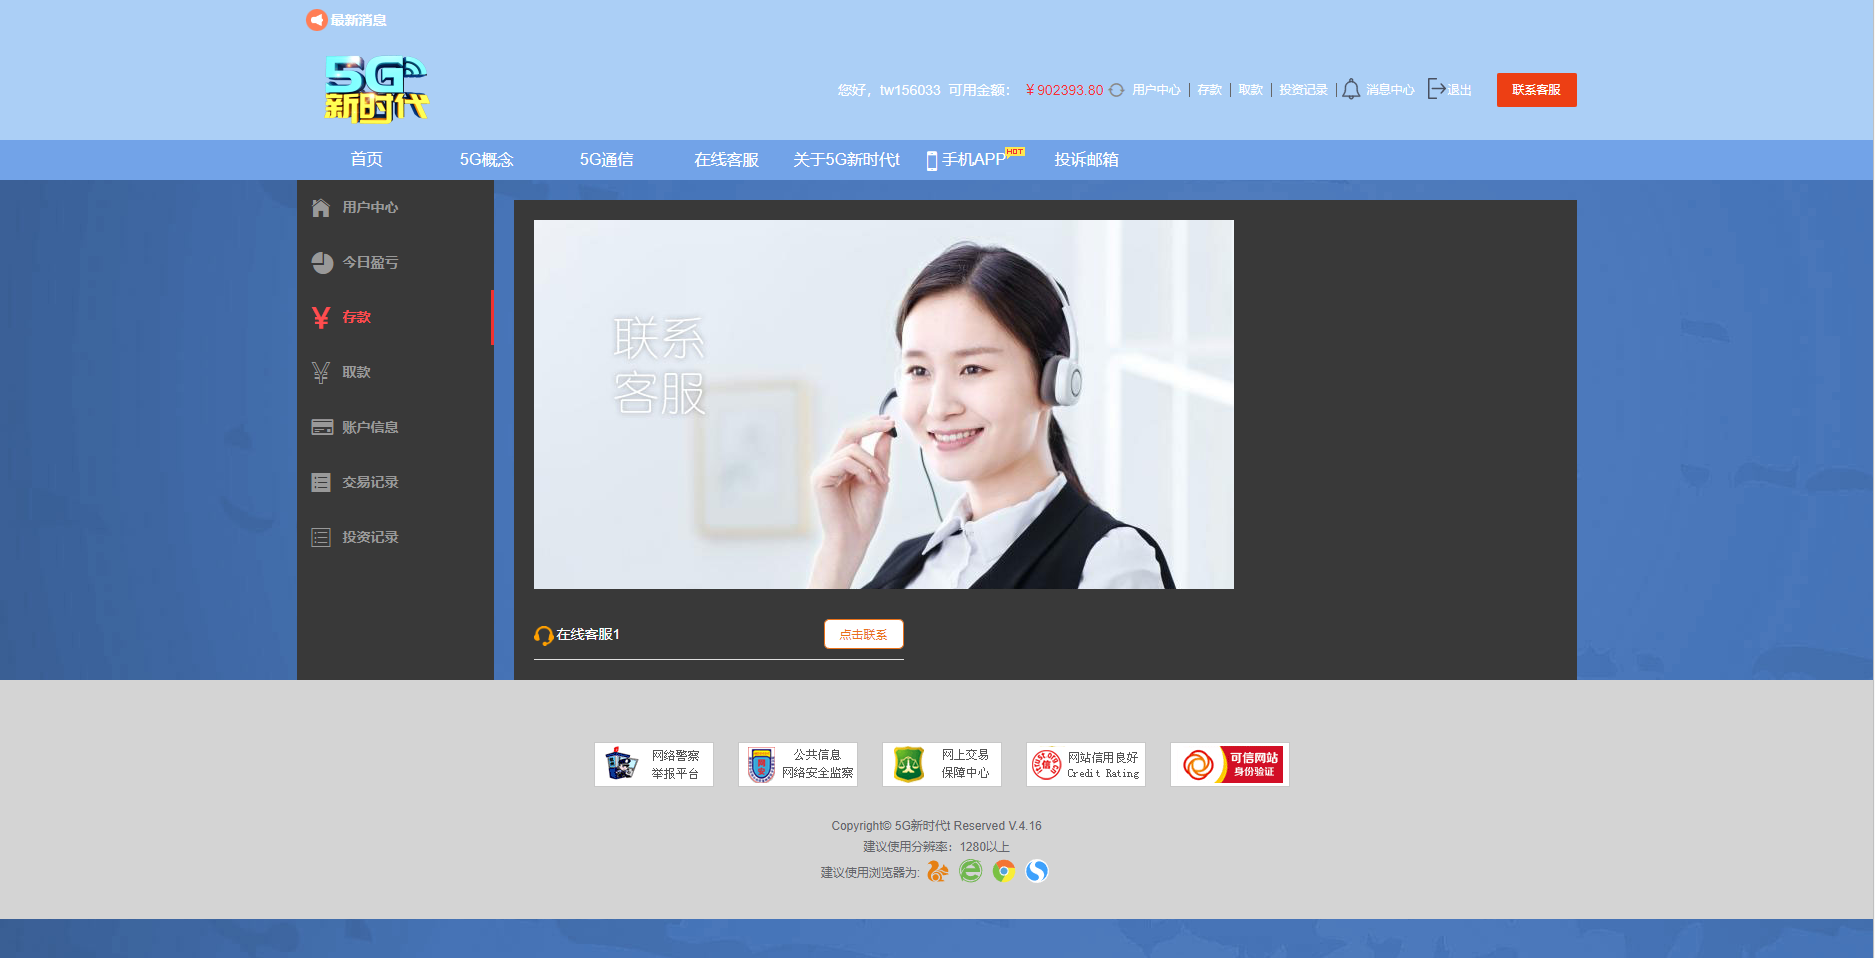 最新消息
5G
新时代
您好，tw156033 可用金额： ¥ 902393.80 用户中心 | 存款 | 取款 | 投资记录 | 消息中心 退出 联系客服
首页 5G概念 5G通信 在线客服 关于5G新时代t 手机APP HOT 投诉邮箱
用户中心
今日盈亏
¥ 存款
¥ 取款
账户信息
交易记录
投资记录
联系
客服
在线客服1 点击联系
网络警察
举报平台
公共信息
网络安全监察
网上交易
保障中心
信
网站信用良好
Credit Rating
可信网站
身份验证
Copyright© 5G新时代t Reserved V.4.16
建议使用分辨率：1280以上
建议使用浏览器为: